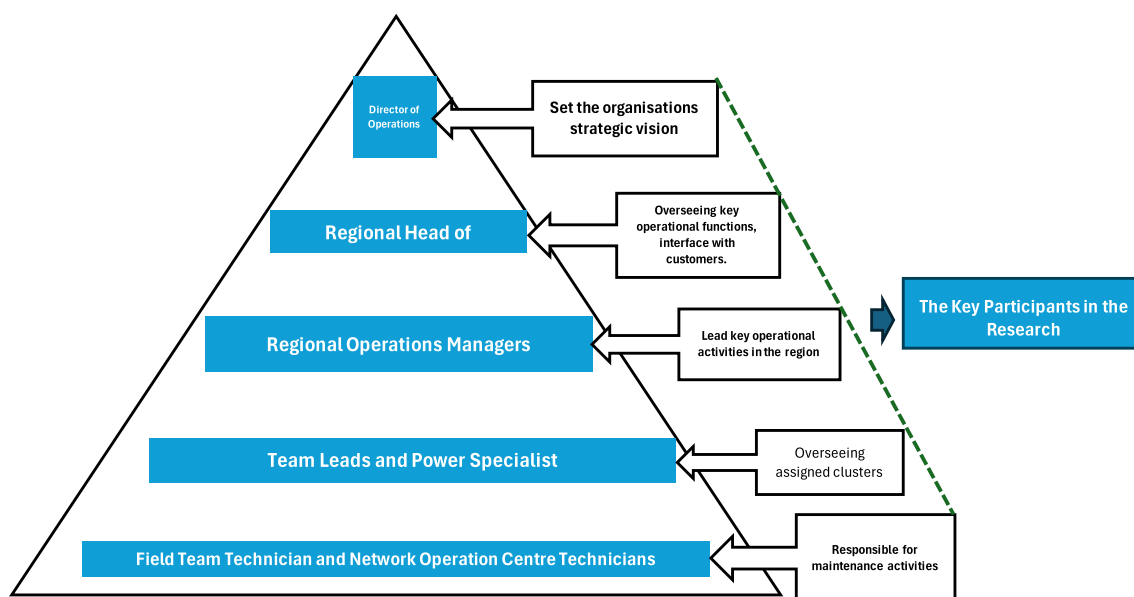 Director of
Operations
Set the organisations
strategic vision
Regional Head of
Overseeing key
operational functions,
interface with
customers.
The Key Participants in the
Research
Regional Operations Managers
Lead key operational
activities in the region
Team Leads and Power Specialist
Overseeing
assigned clusters
Field Team Technician and Network Operation Centre Technicians
Responsible for
maintenance activities